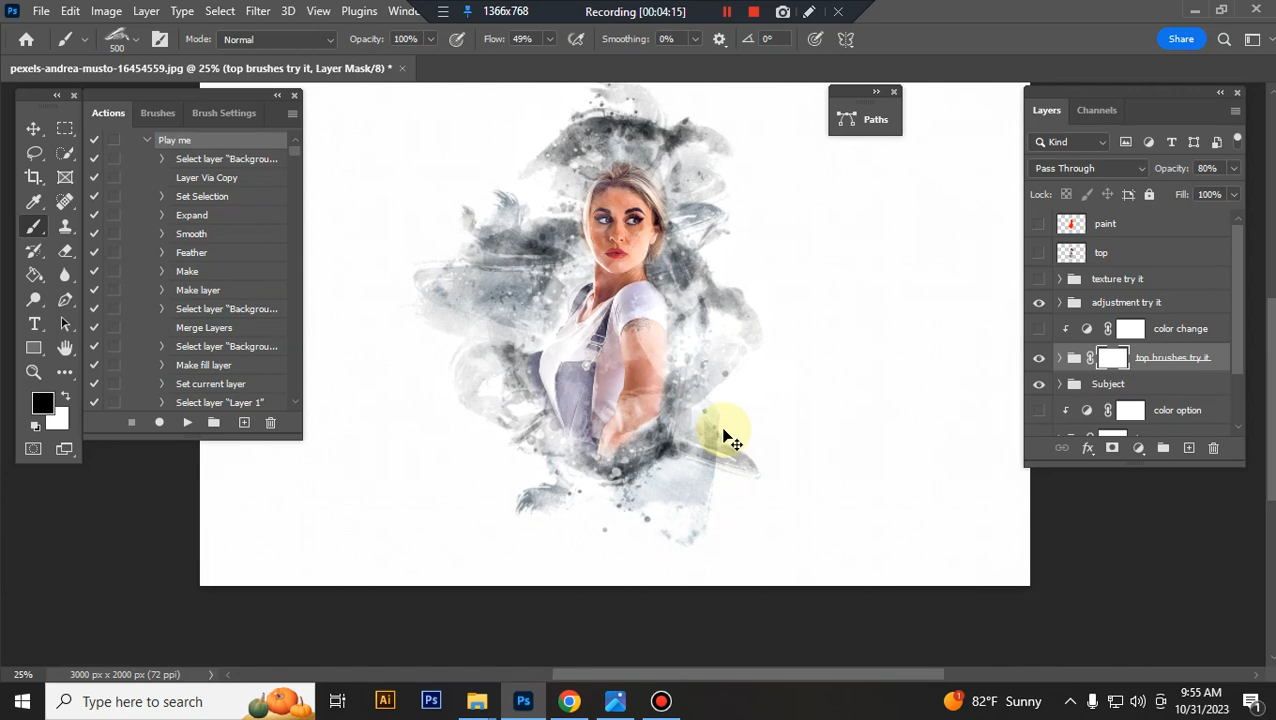 File Edit Image Layer Type Select Filter 3D View Plugins Windo
1366x768 Recording [00:04:15]
500 Mode: Normal Opacity: 100% Flow: 49% Smoothing: 0% 0° Share
pexels-andrea-musto-16454559.jpg @ 25% (top brushes try it, Layer Mask/8) *
Actions Brushes Brush Settings
Play me
Select layer "Backgrou...
Layer Via Copy
Set Selection
Expand
Smooth
Feather
Make
Make layer
Select layer "Backgrou...
Merge Layers
Select layer "Backgrou...
Make fill layer
Set current layer
Select layer "Layer 1"
Paths
Layers Channels
Kind
Pass Through Opacity: 80%
Lock: Fill: 100%
paint
top
texture try it
adjustment try it
color change
top brushes try it
Subject
color option
25% 3000 px x 2000 px (72 ppi)
Type here to search
82°F Sunny
9:55 AM
10/31/2023